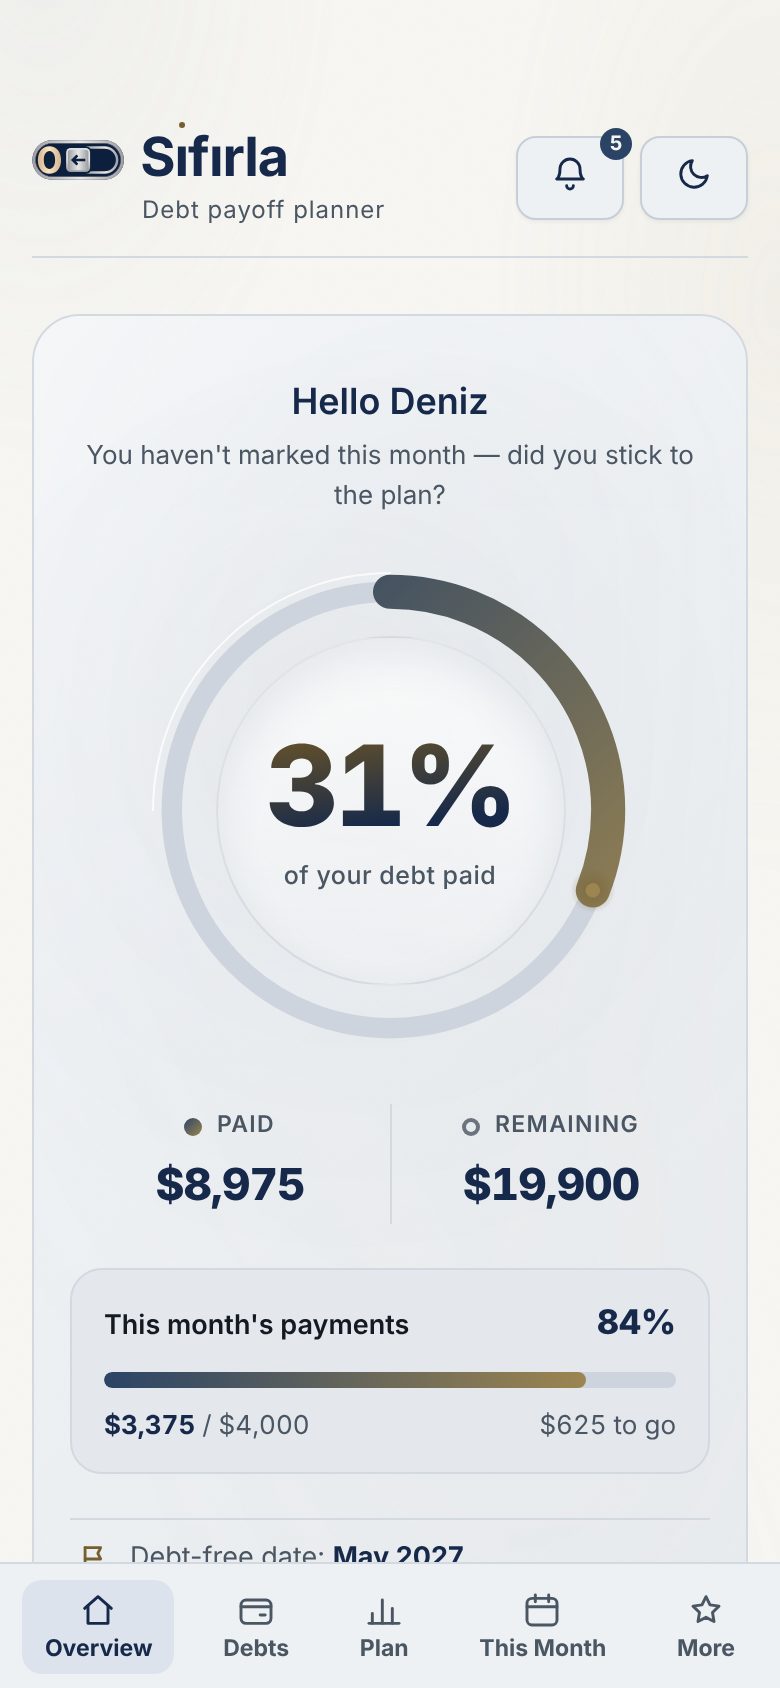 Sıfırla
5
Debt payoff planner
Hello Deniz
You haven't marked this month — did you stick to
the plan?
31%
of your debt paid
PAID
REMAINING
$8,975
$19,900
This month's payments
84%
$3,375 / $4,000
$625 to go
Debt-free date: May 2027
Overview
Debts
Plan
This Month
More